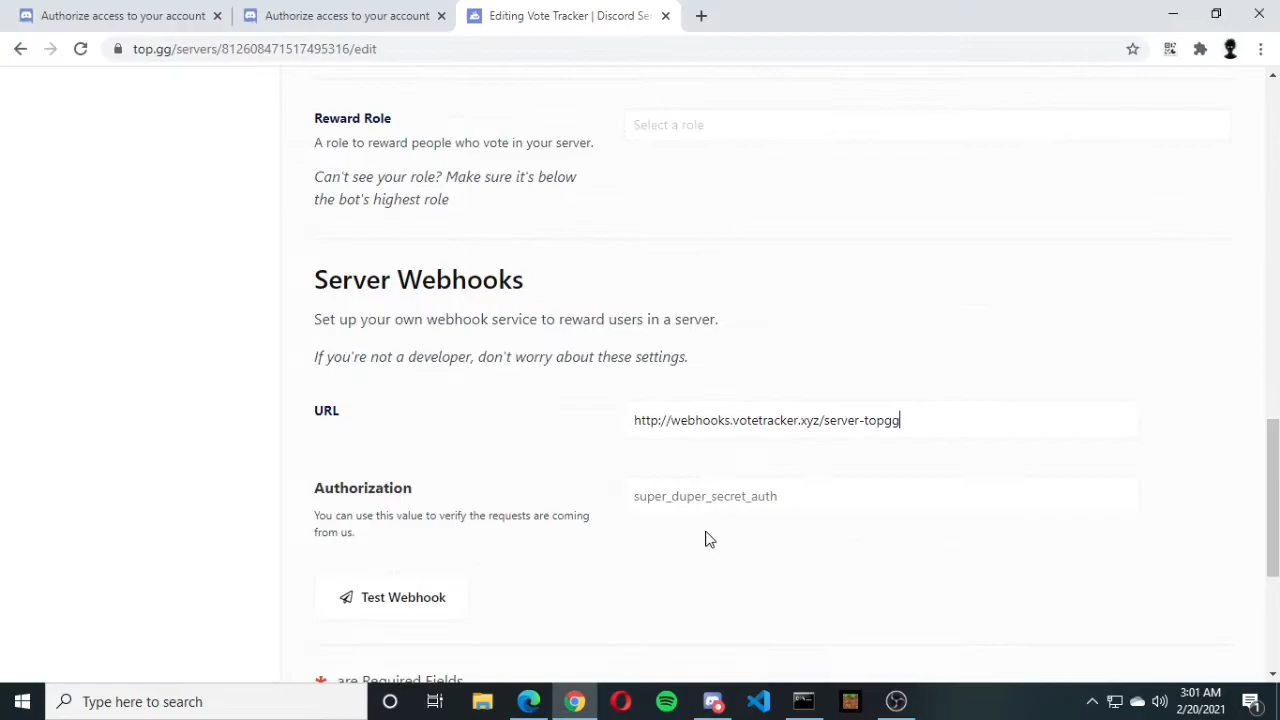 Authorize access to your account
Authorize access to your account
Editing Vote Tracker | Discord Se
top.gg/servers/812608471517495316/edit
Reward Role
Select a role
A role to reward people who vote in your server.
Can't see your role? Make sure it's below
the bot's highest role
Server Webhooks
Set up your own webhook service to reward users in a server.
If you're not a developer, don't worry about these settings.
URL
http://webhooks.votetracker.xyz/server-topgg
Authorization
super_duper_secret_auth
You can use this value to verify the requests are coming
from us.
Test Webhook
* are Required Fields
Type here to search
3:01 AM
2/20/2021
1